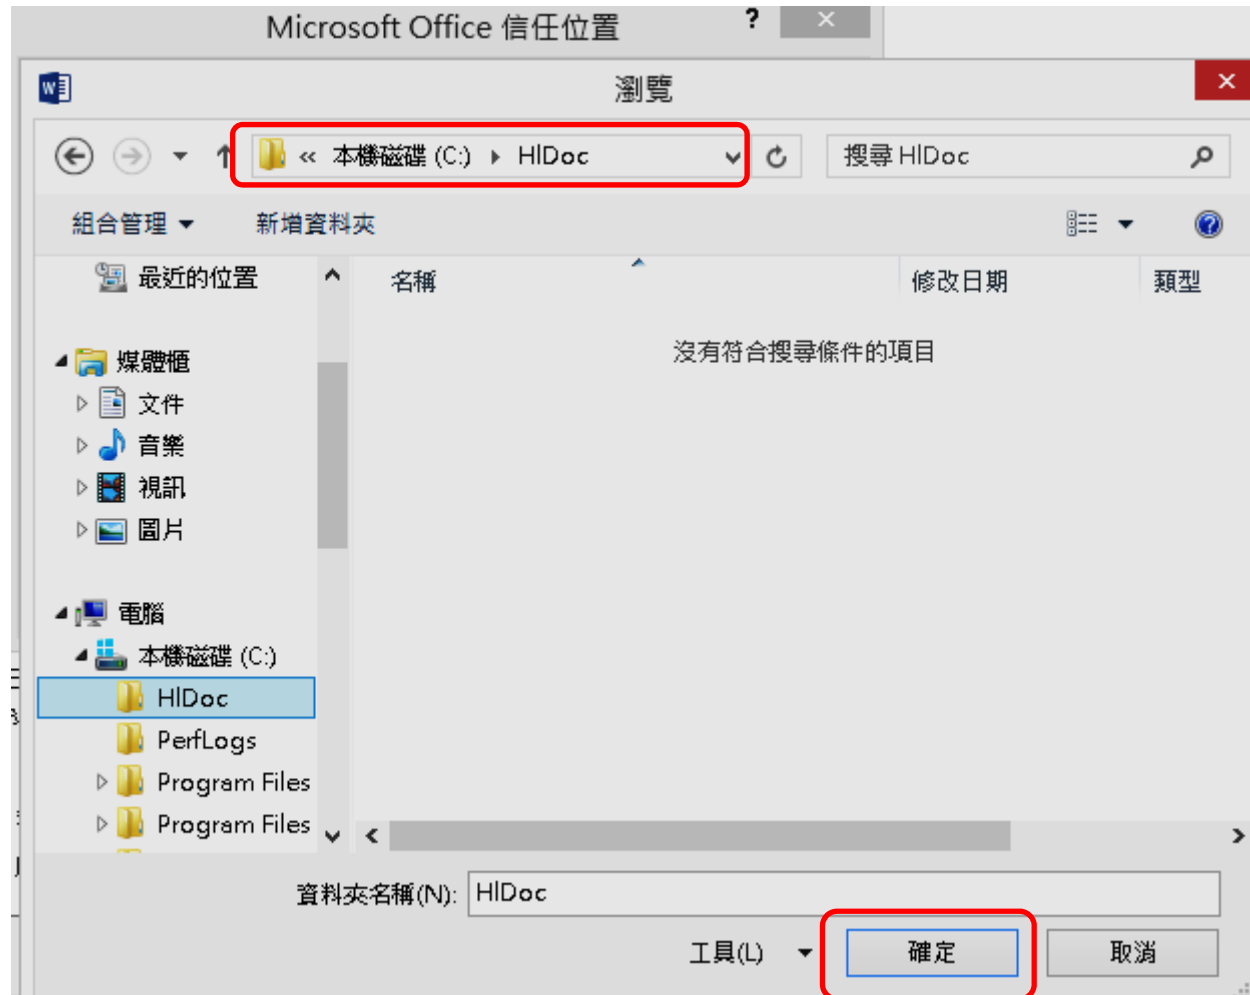 Microsoft Office 信任位置
瀏覽
« 本機磁碟 (C:) HlDoc
搜尋 HlDoc
組合管理
新增資料夾
最近的位置
名稱
修改日期
類型
沒有符合搜尋條件的項目
媒體櫃
文件
音樂
視訊
圖片
電腦
本機磁碟 (C:)
HlDoc
PerfLogs
Program Files
Program Files
資料夾名稱(N): HlDoc
工具(L)
確定
取消